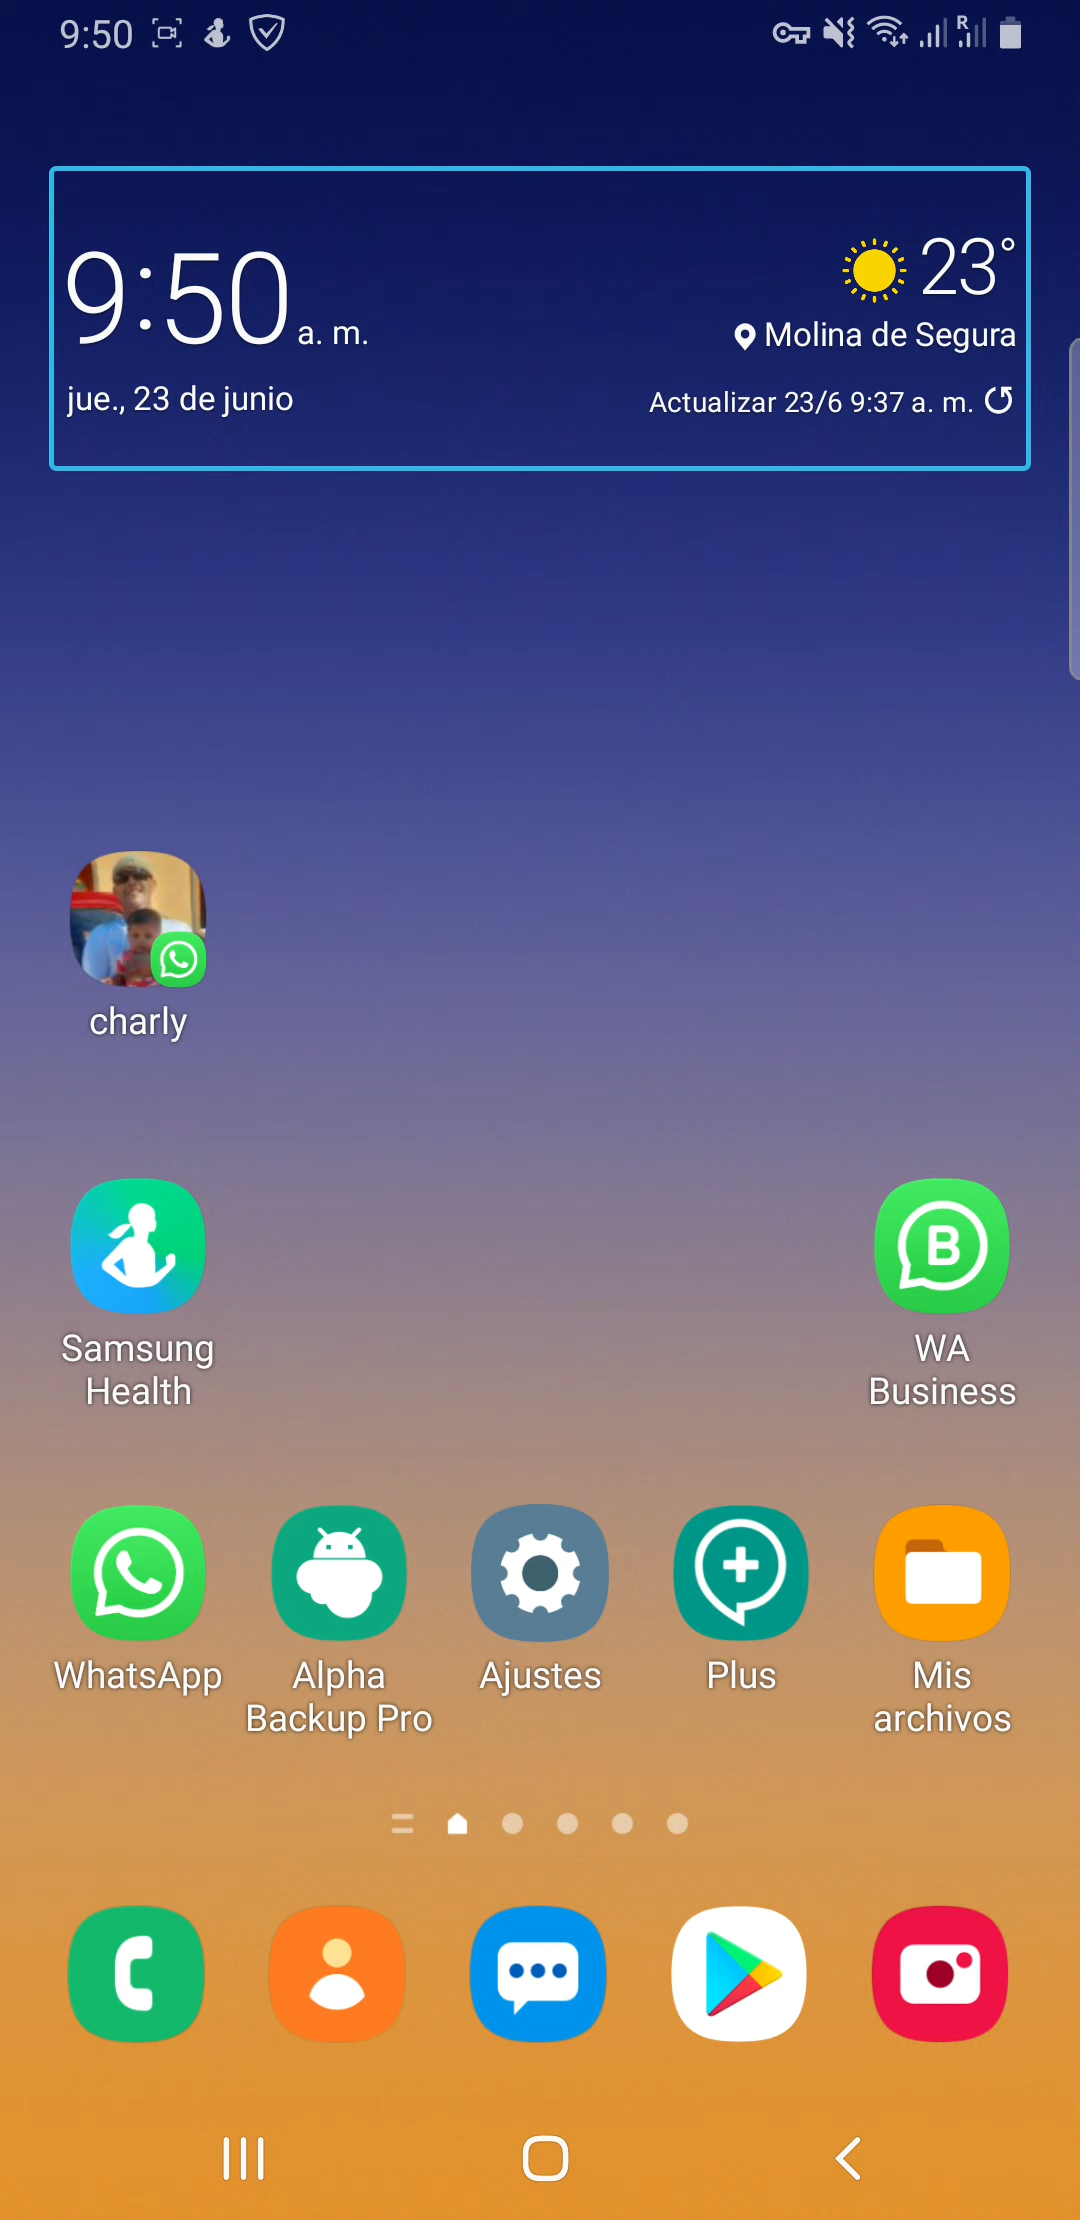 9:50
R
9:50 a. m.
23°
Molina de Segura
jue., 23 de junio
Actualizar 23/6 9:37 a. m.
charly
Samsung
Health
B
WA
Business
WhatsApp
Alpha
Backup Pro
Ajustes
Plus
Mis
archivos